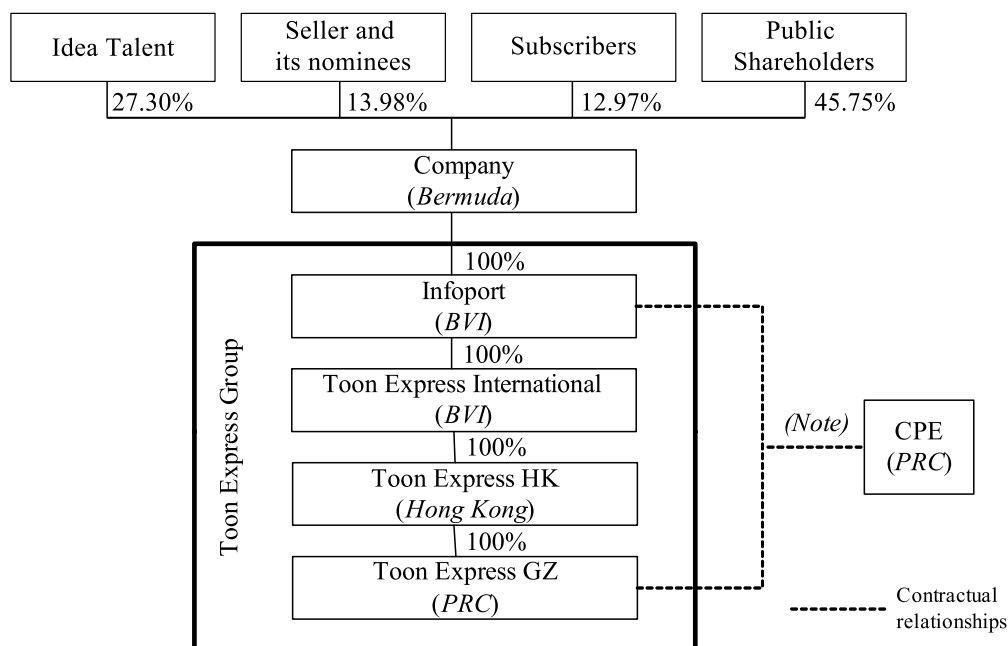 Idea Talent
Seller and
its nominees
Subscribers
Public
Shareholders
27.30%
13.98%
12.97%
45.75%
Company
(Bermuda)
100%
Infoport
(BVI)
100%
Toon Express International
(BVI)
100%
Toon Express HK
(Hong Kong)
100%
Toon Express GZ
(PRC)
Toon Express Group
(Note)
CPE
(PRC)
Contractual
relationships